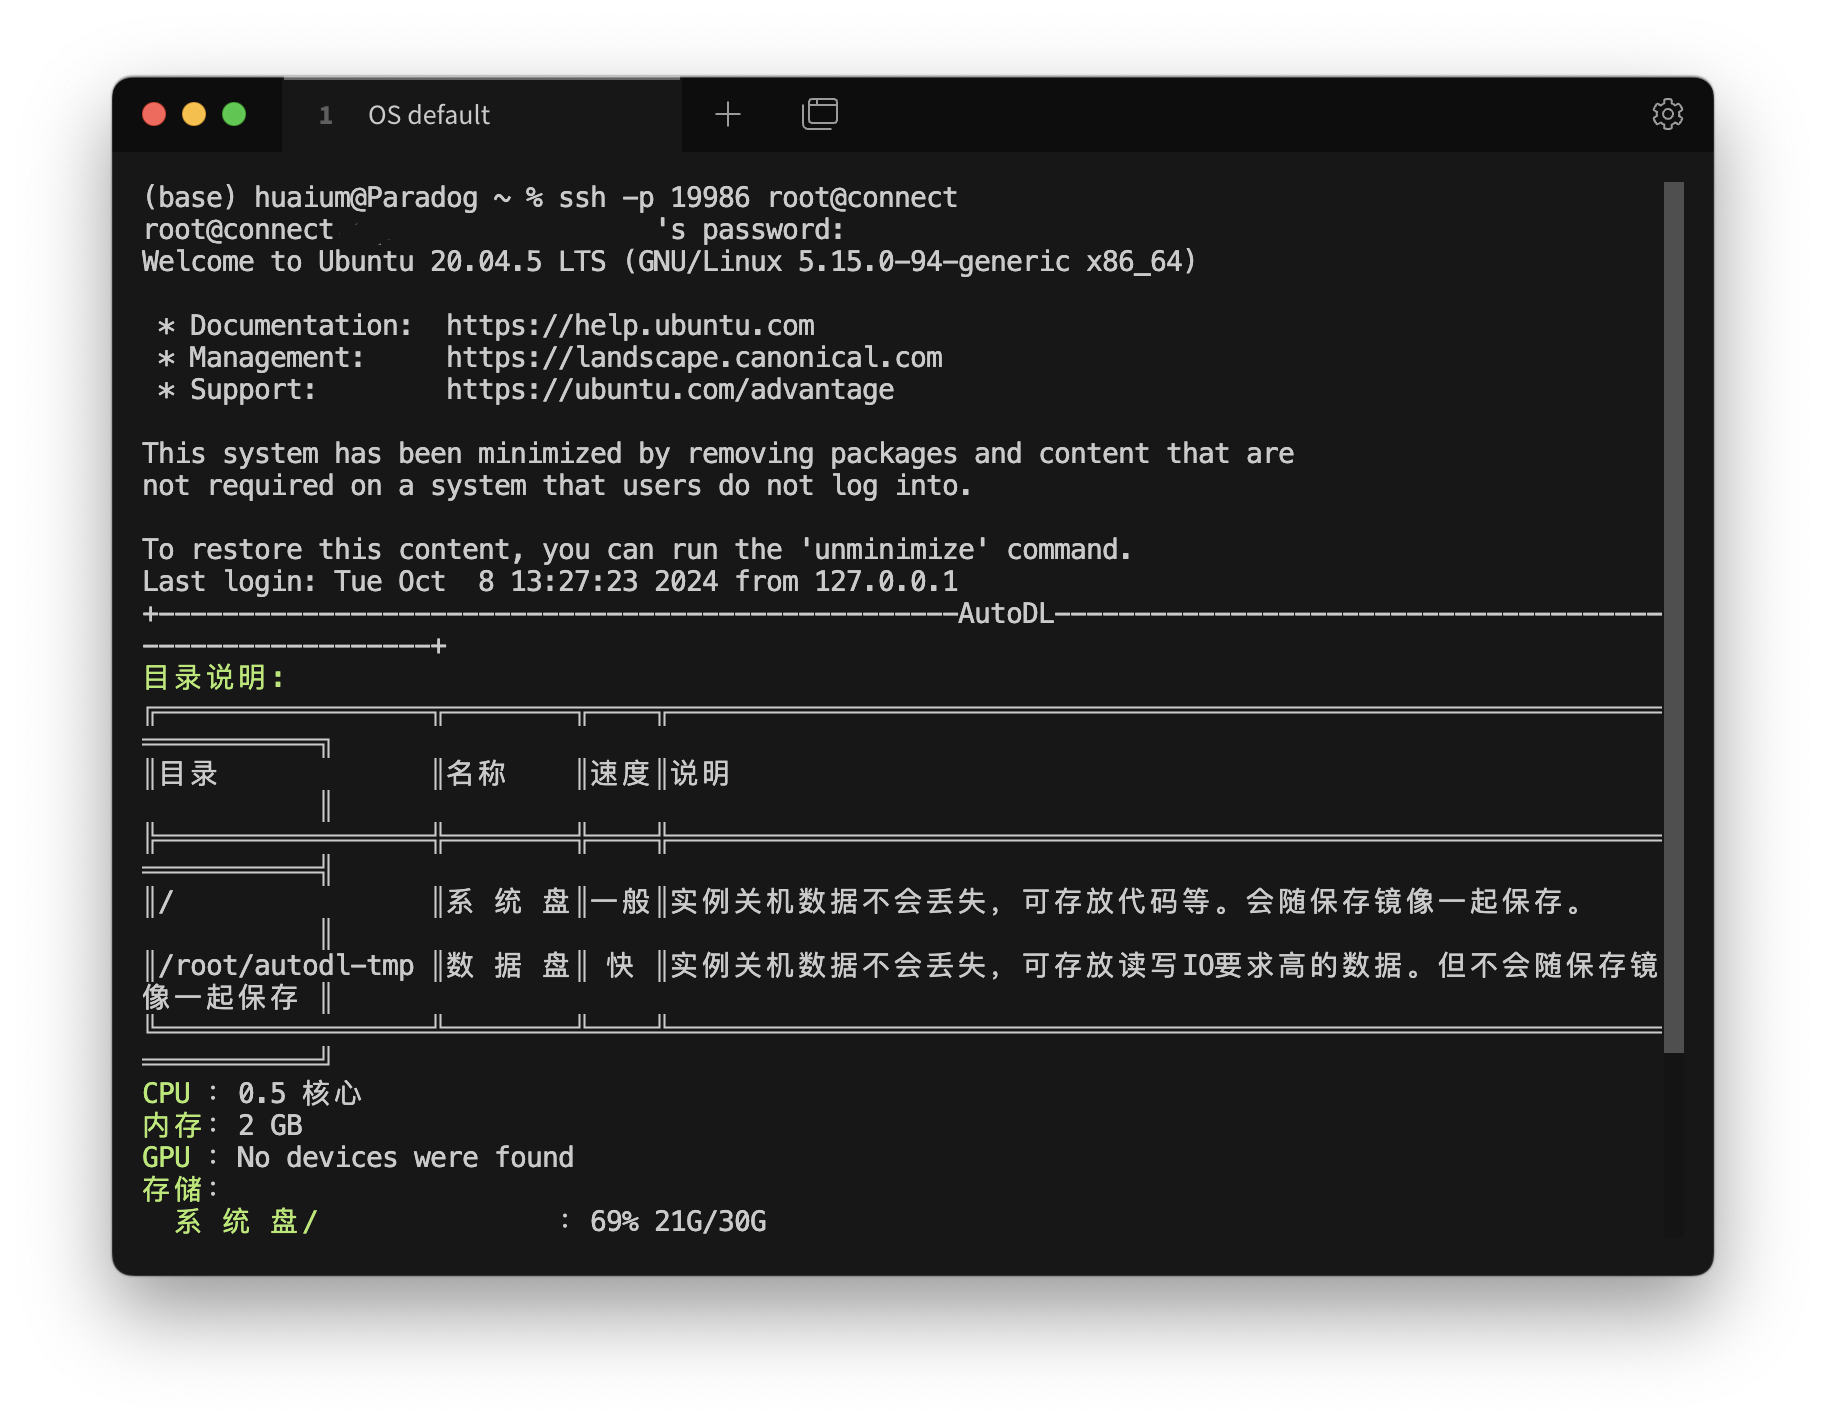 1 OS default
(base) huaium@Paradog ~ % ssh -p 19986 root@connect
root@connect 's password:
Welcome to Ubuntu 20.04.5 LTS (GNU/Linux 5.15.0-94-generic x86_64)
* Documentation: https://help.ubuntu.com
* Management: https://landscape.canonical.com
* Support: https://ubuntu.com/advantage
This system has been minimized by removing packages and content that are
not required on a system that users do not log into.
To restore this content, you can run the 'unminimize' command.
Last login: Tue Oct  8 13:27:23 2024 from 127.0.0.1
+--------------------------------------------------AutoDL--------------------------------------
------------------+
目录说明:
╔═════════════════╦════════╦════╦══════════════════════════════════════════════════════════════
═══════════╗
║目录 ║名称 ║速度║说明
║
╠═════════════════╬════════╬════╬══════════════════════════════════════════════════════════════
═══════════╣
║/ ║系 统 盘║一般║实例关机数据不会丢失，可存放代码等。会随保存镜像一起保存。
║
║/root/autodl-tmp ║数 据 盘║ 快 ║实例关机数据不会丢失，可存放读写IO要求高的数据。但不会随保存镜
像一起保存 ║
╚═════════════════╩════════╩════╩══════════════════════════════════════════════════════════════
═══════════╝
CPU ：0.5 核心
内存：2 GB
GPU ：No devices were found
存储：
系 统 盘/ ：69% 21G/30G